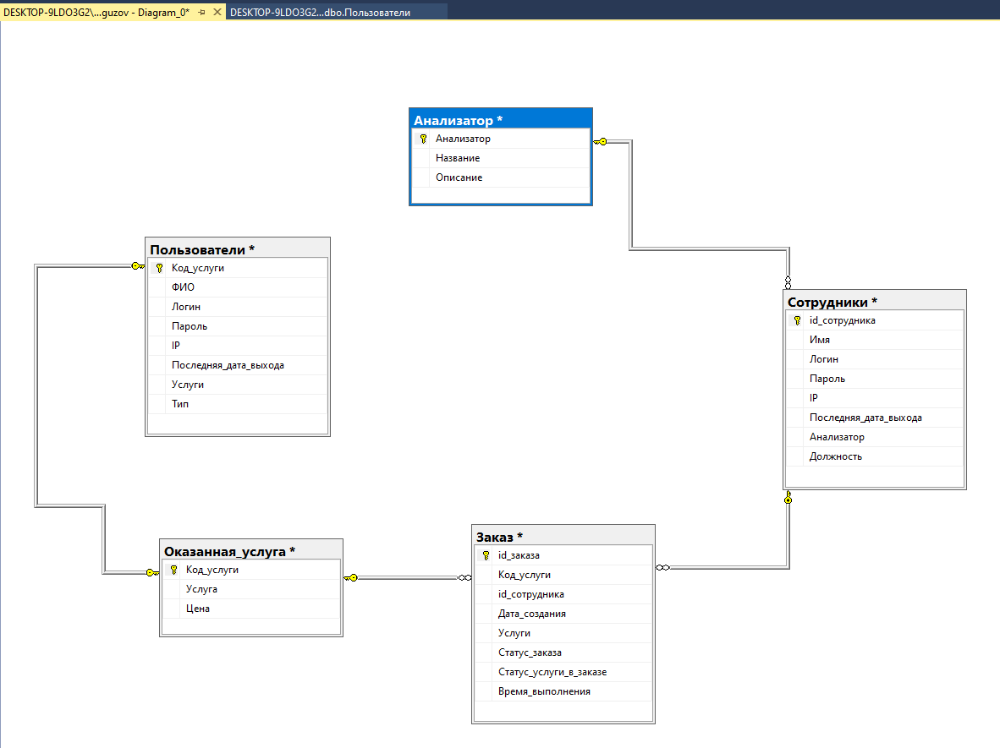 DESKTOP-9LDO3G2\...guzov - Diagram_0*
DESKTOP-9LDO3G2...dbo.Пользователи
Анализатор *
Анализатор
Название
Описание
Пользователи *
Код_услуги
ФИО
Логин
Пароль
IP
Последняя_дата_выхода
Услуги
Тип
Сотрудники *
id_сотрудника
Имя
Логин
Пароль
IP
Последняя_дата_выхода
Анализатор
Должность
Оказанная_услуга *
Код_услуги
Услуга
Цена
Заказ *
id_заказа
Код_услуги
id_сотрудника
Дата_создания
Услуги
Статус_заказа
Статус_услуги_в_заказе
Время_выполнения